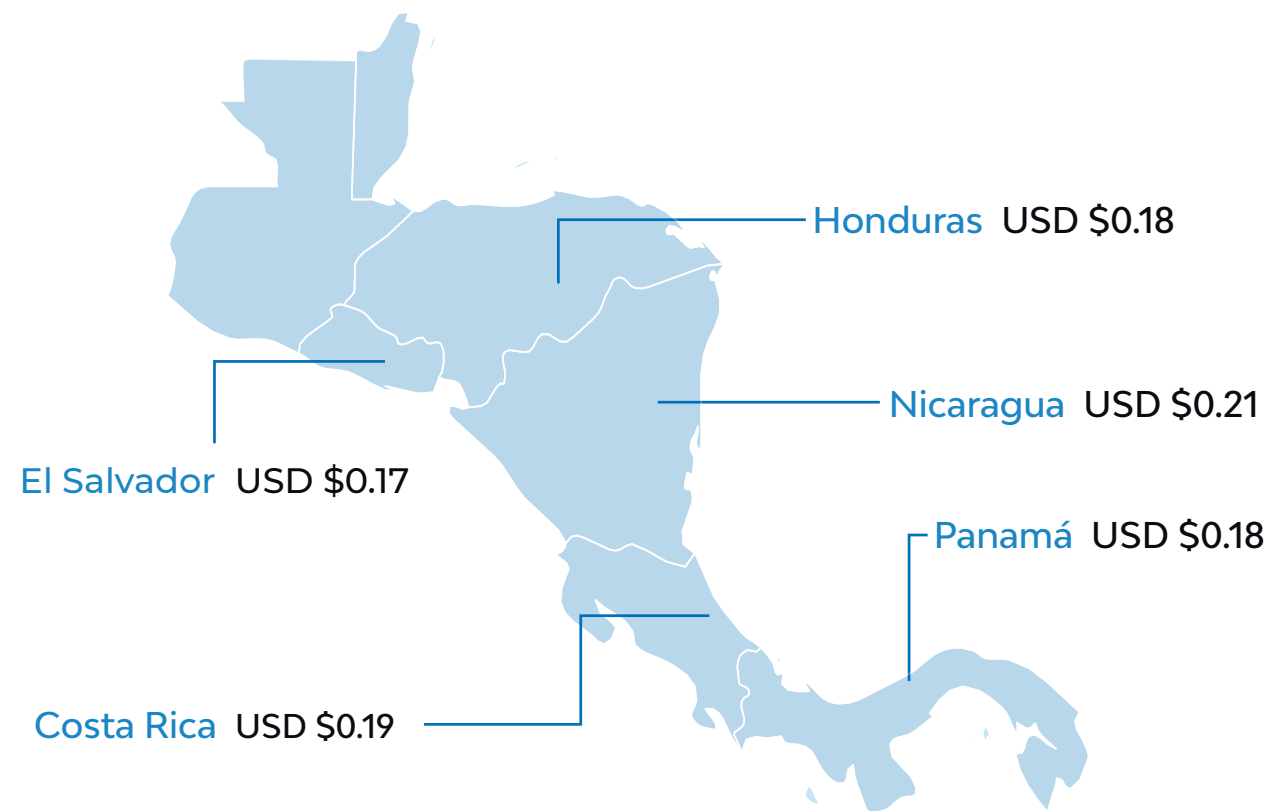 Honduras USD $0.18
Nicaragua USD $0.21
El Salvador USD $0.17
Panamá USD $0.18
Costa Rica USD $0.19